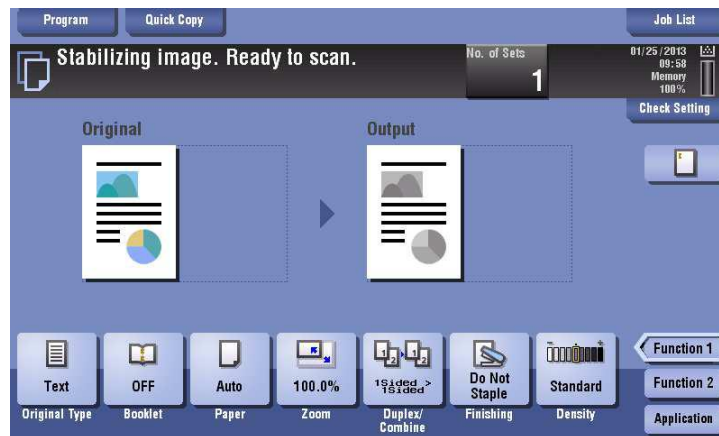 Program
Quick Copy
Job List
Stabilizing image. Ready to scan.
No. of Sets
1
01/25/2013
09:58
Memory
100%
Check Setting
Original
Output
Text
OFF
Auto
100.0%
1Sided >
1Sided
Do Not
Staple
Standard
Original Type
Booklet
Paper
Zoom
Duplex/
Combine
Finishing
Density
Function 1
Function 2
Application